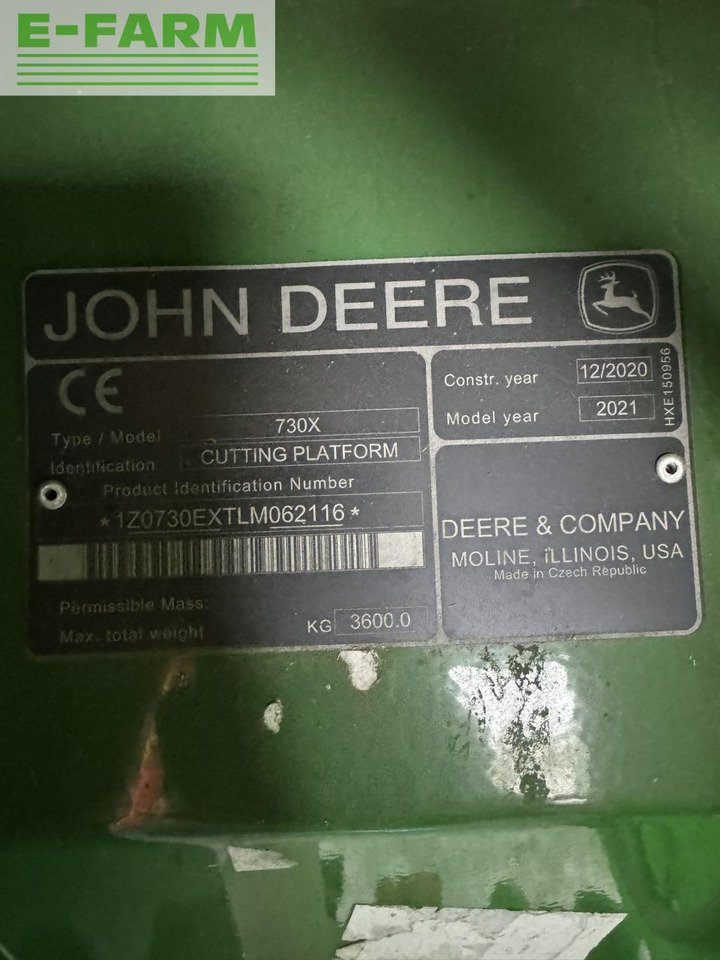 E-FARM
JOHN DEERE
CE
Type / Model 730X
Identification CUTTING PLATFORM
Product Identification Number
*1Z0730EXTLM062116*
Permissible Mass:
Max. total weight KG 3600.0
Constr. year 12/2020
Model year 2021
HXE150956
DEERE & COMPANY
MOLINE, ILLINOIS, USA
Made in Czech Republic